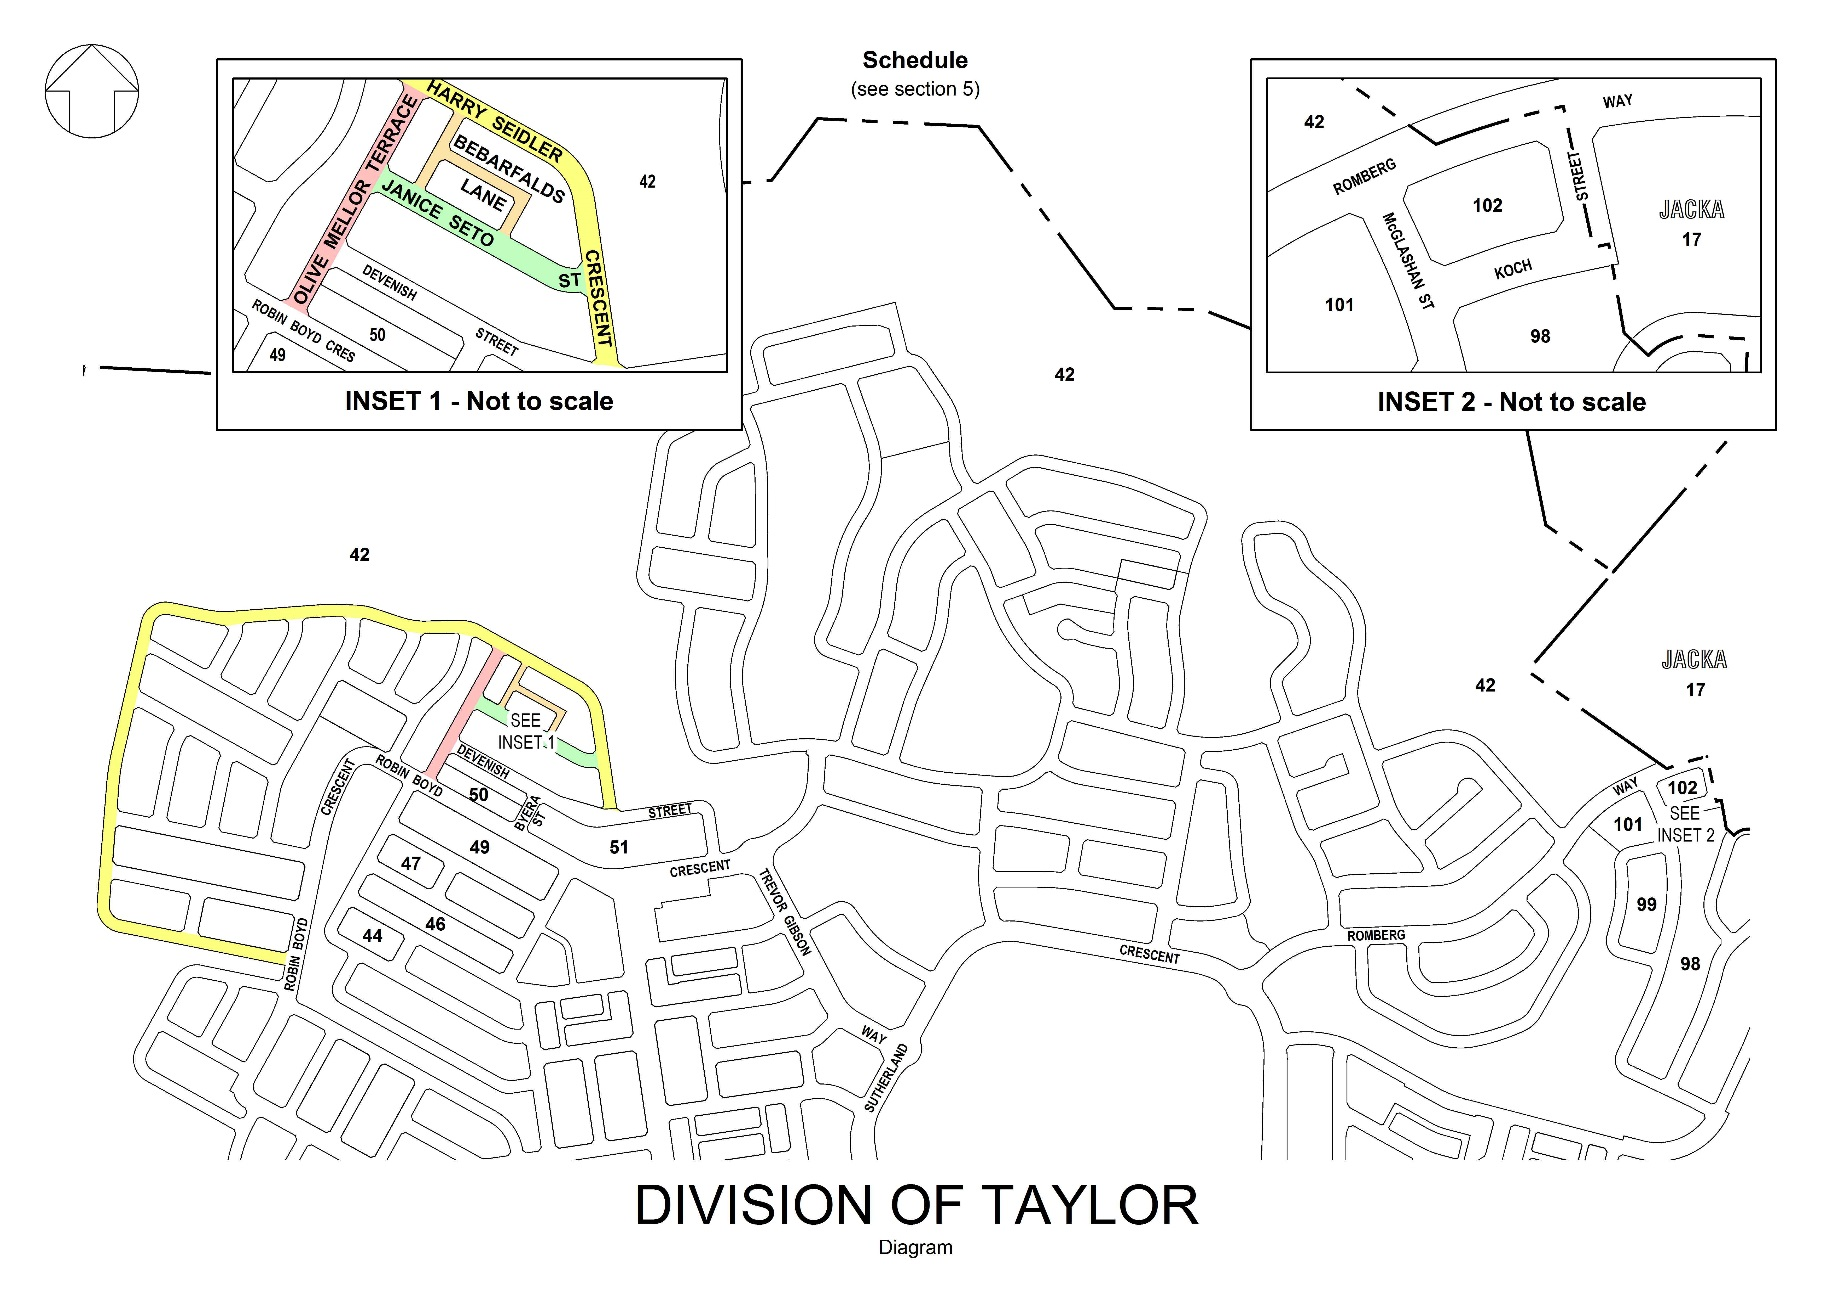 Schedule
(see section 5)
HARRY SEIDLER
CRESCENT
OLIVE MELLOR TERRACE
BEBARFALDS
LANE
JANICE SETO
ST
42
DEVENISH
STREET
ROBIN BOYD CRES
50
49
INSET 1 - Not to scale
42
WAY
ROMBERG
STREET
102
JACKA
17
McGLASHAN ST
KOCH
101
98
INSET 2 - Not to scale
42
42
42
JACKA
17
SEE
INSET 1
DEVENISH
STREET
ROBIN BOYD
CRESCENT
50
BYERA
ST
49
51
47
46
44
CRESCENT
ROBIN BOYD
TREVOR GIBSON
WAY
SUTHERLAND
CRESCENT
ROMBERG
WAY
102
SEE
INSET 2
101
99
98
DIVISION OF TAYLOR
Diagram